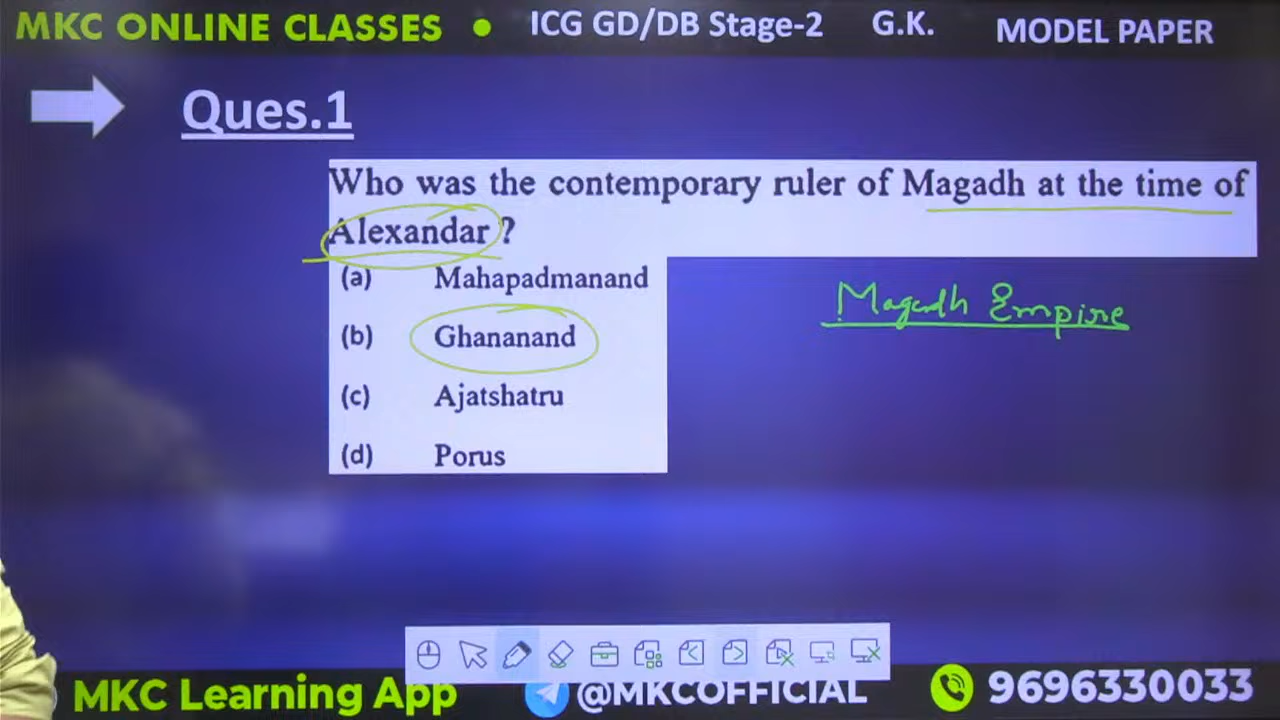 MKC ONLINE CLASSES ● ICG GD/DB Stage-2 G.K. MODEL PAPER
Ques.1
Who was the contemporary ruler of Magadh at the time of
Alexandar ?
(a) Mahapadmanand
Magadh Empire
(b) Ghananand
(c) Ajatshatru
(d) Porus
MKC Learning App @MKCOFFICIAL 9696330033